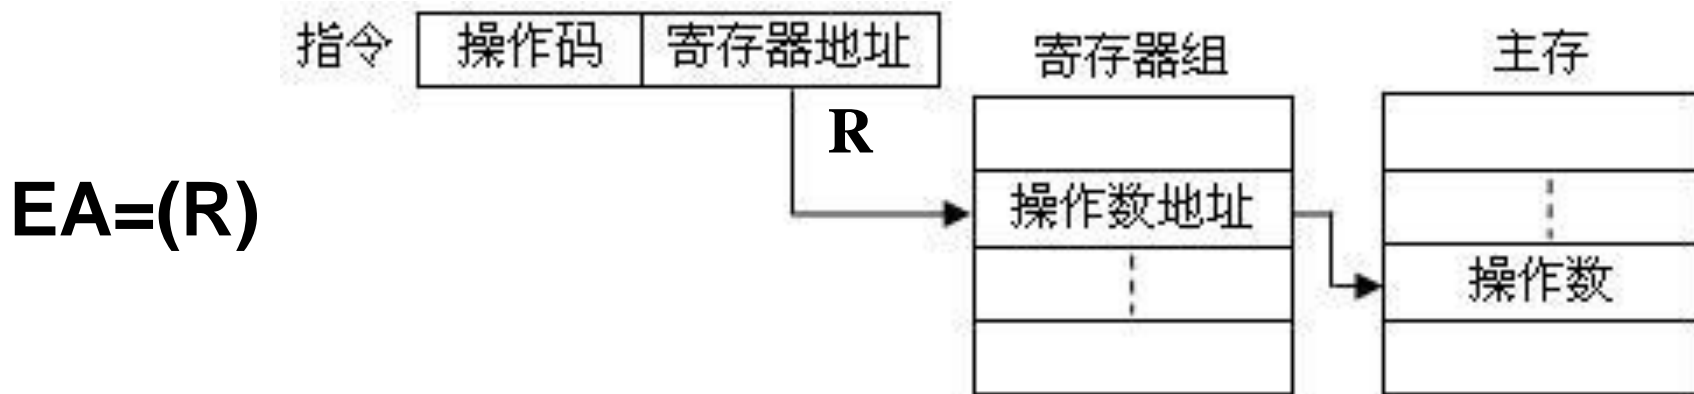 指令 操作码 寄存器地址
寄存器组 主存
R
EA=(R)
操作数地址
操作数